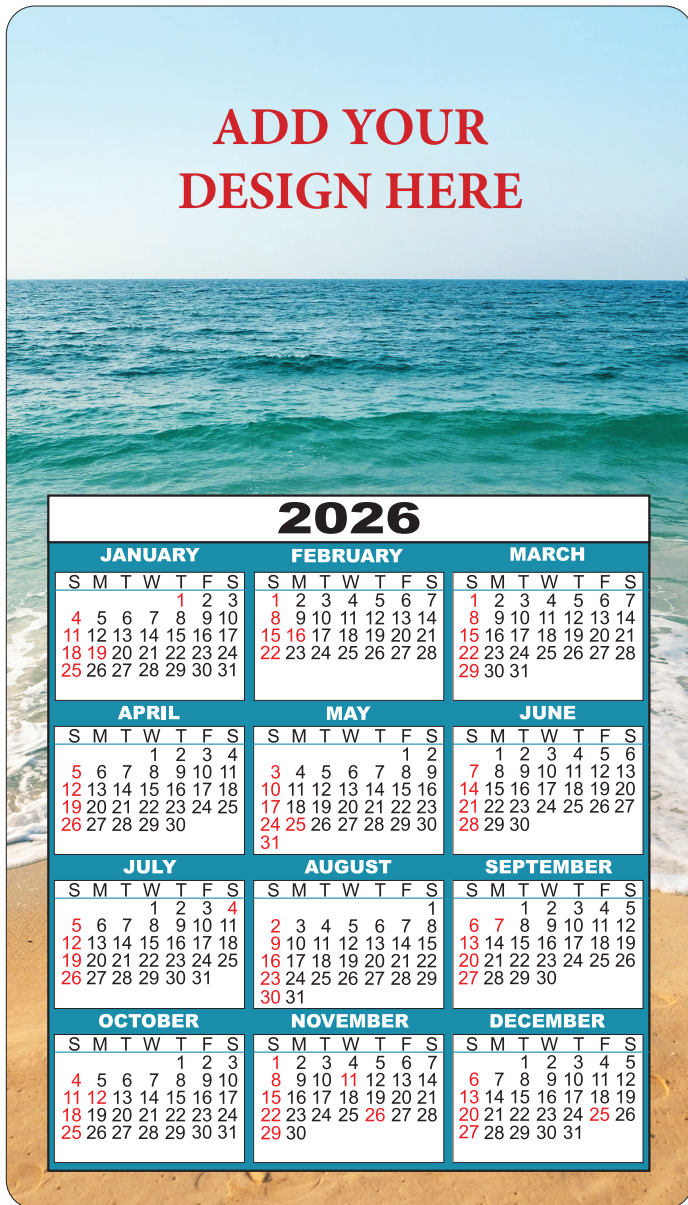 ADD YOUR
DESIGN HERE
2026
JANUARY
S M T W T F S
1 2 3
4 5 6 7 8 9 10
11 12 13 14 15 16 17
18 19 20 21 22 23 24
25 26 27 28 29 30 31
FEBRUARY
S M T W T F S
1 2 3 4 5 6 7
8 9 10 11 12 13 14
15 16 17 18 19 20 21
22 23 24 25 26 27 28
MARCH
S M T W T F S
1 2 3 4 5 6 7
8 9 10 11 12 13 14
15 16 17 18 19 20 21
22 23 24 25 26 27 28
29 30 31
APRIL
S M T W T F S
1 2 3 4
5 6 7 8 9 10 11
12 13 14 15 16 17 18
19 20 21 22 23 24 25
26 27 28 29 30
MAY
S M T W T F S
1 2
3 4 5 6 7 8 9
10 11 12 13 14 15 16
17 18 19 20 21 22 23
24 25 26 27 28 29 30
31
JUNE
S M T W T F S
1 2 3 4 5 6
7 8 9 10 11 12 13
14 15 16 17 18 19 20
21 22 23 24 25 26 27
28 29 30
JULY
S M T W T F S
1 2 3 4
5 6 7 8 9 10 11
12 13 14 15 16 17 18
19 20 21 22 23 24 25
26 27 28 29 30 31
AUGUST
S M T W T F S
1
2 3 4 5 6 7 8
9 10 11 12 13 14 15
16 17 18 19 20 21 22
23 24 25 26 27 28 29
30 31
SEPTEMBER
S M T W T F S
1 2 3 4 5
6 7 8 9 10 11 12
13 14 15 16 17 18 19
20 21 22 23 24 25 26
27 28 29 30
OCTOBER
S M T W T F S
1 2 3
4 5 6 7 8 9 10
11 12 13 14 15 16 17
18 19 20 21 22 23 24
25 26 27 28 29 30 31
NOVEMBER
S M T W T F S
1 2 3 4 5 6 7
8 9 10 11 12 13 14
15 16 17 18 19 20 21
22 23 24 25 26 27 28
29 30
DECEMBER
S M T W T F S
1 2 3 4 5
6 7 8 9 10 11 12
13 14 15 16 17 18 19
20 21 22 23 24 25 26
27 28 29 30 31